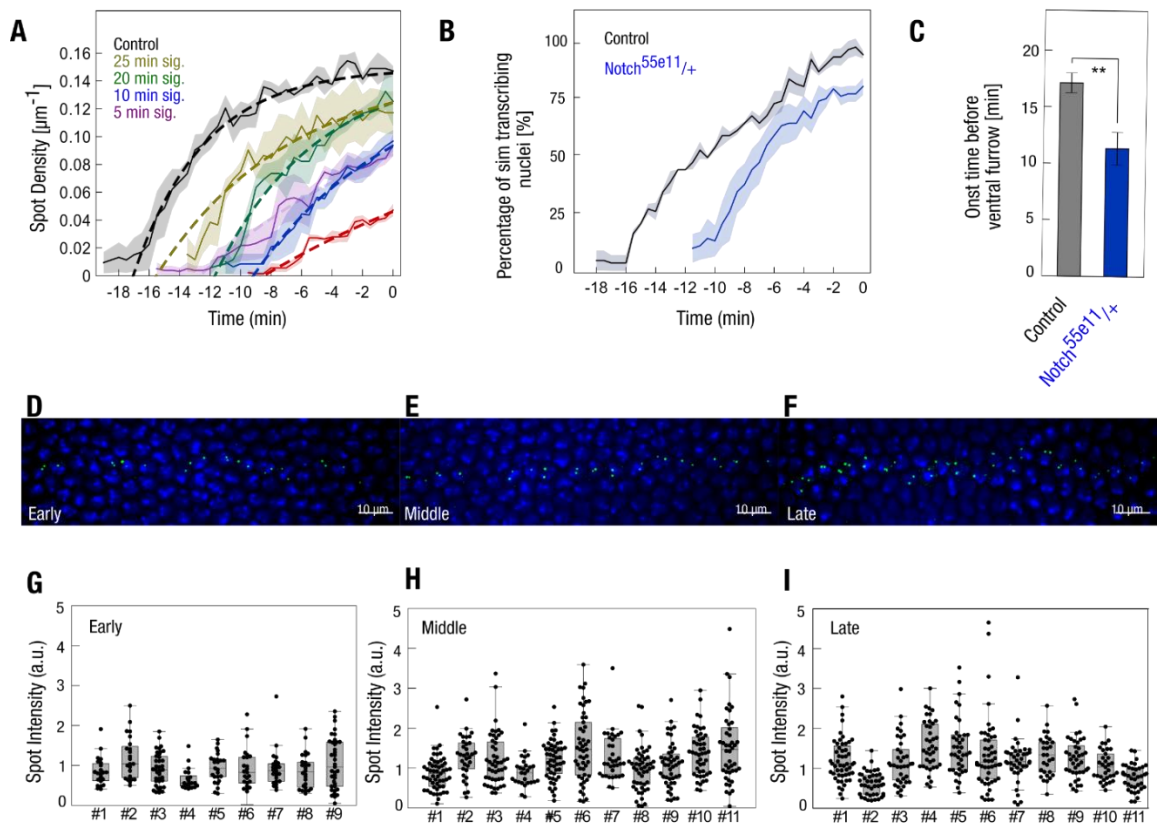 A
Control
25 min sig.
20 min sig.
10 min sig.
5 min sig.
Spot Density [µm⁻¹]
0.16
0.14
0.12
0.10
0.08
0.06
0.04
0.02
0
-18 -16 -14 -12 -10 -8 -6 -4 -2 0
Time (min)
B
Control
Notch55e11/+
Percentage of sim transcribing
nuclei [%]
100
75
50
25
0
-18 -16 -14 -12 -10 -8 -6 -4 -2 0
Time (min)
C
Onst time before
ventral furrow [min]
20
15
10
5
0
**
Control
Notch55e11/+
D
Early
10 µm
E
Middle
10 µm
F
Late
10 µm
G
Early
Spot Intensity (a.u.)
5
4
3
2
1
0
#1 #2 #3 #4 #5 #6 #7 #8 #9
H
Middle
Spot Intensity (a.u.)
5
4
3
2
1
0
#1 #2 #3 #4 #5 #6 #7 #8 #9 #10 #11
I
Late
Spot Intensity (a.u.)
5
4
3
2
1
0
#1 #2 #3 #4 #5 #6 #7 #8 #9 #10 #11